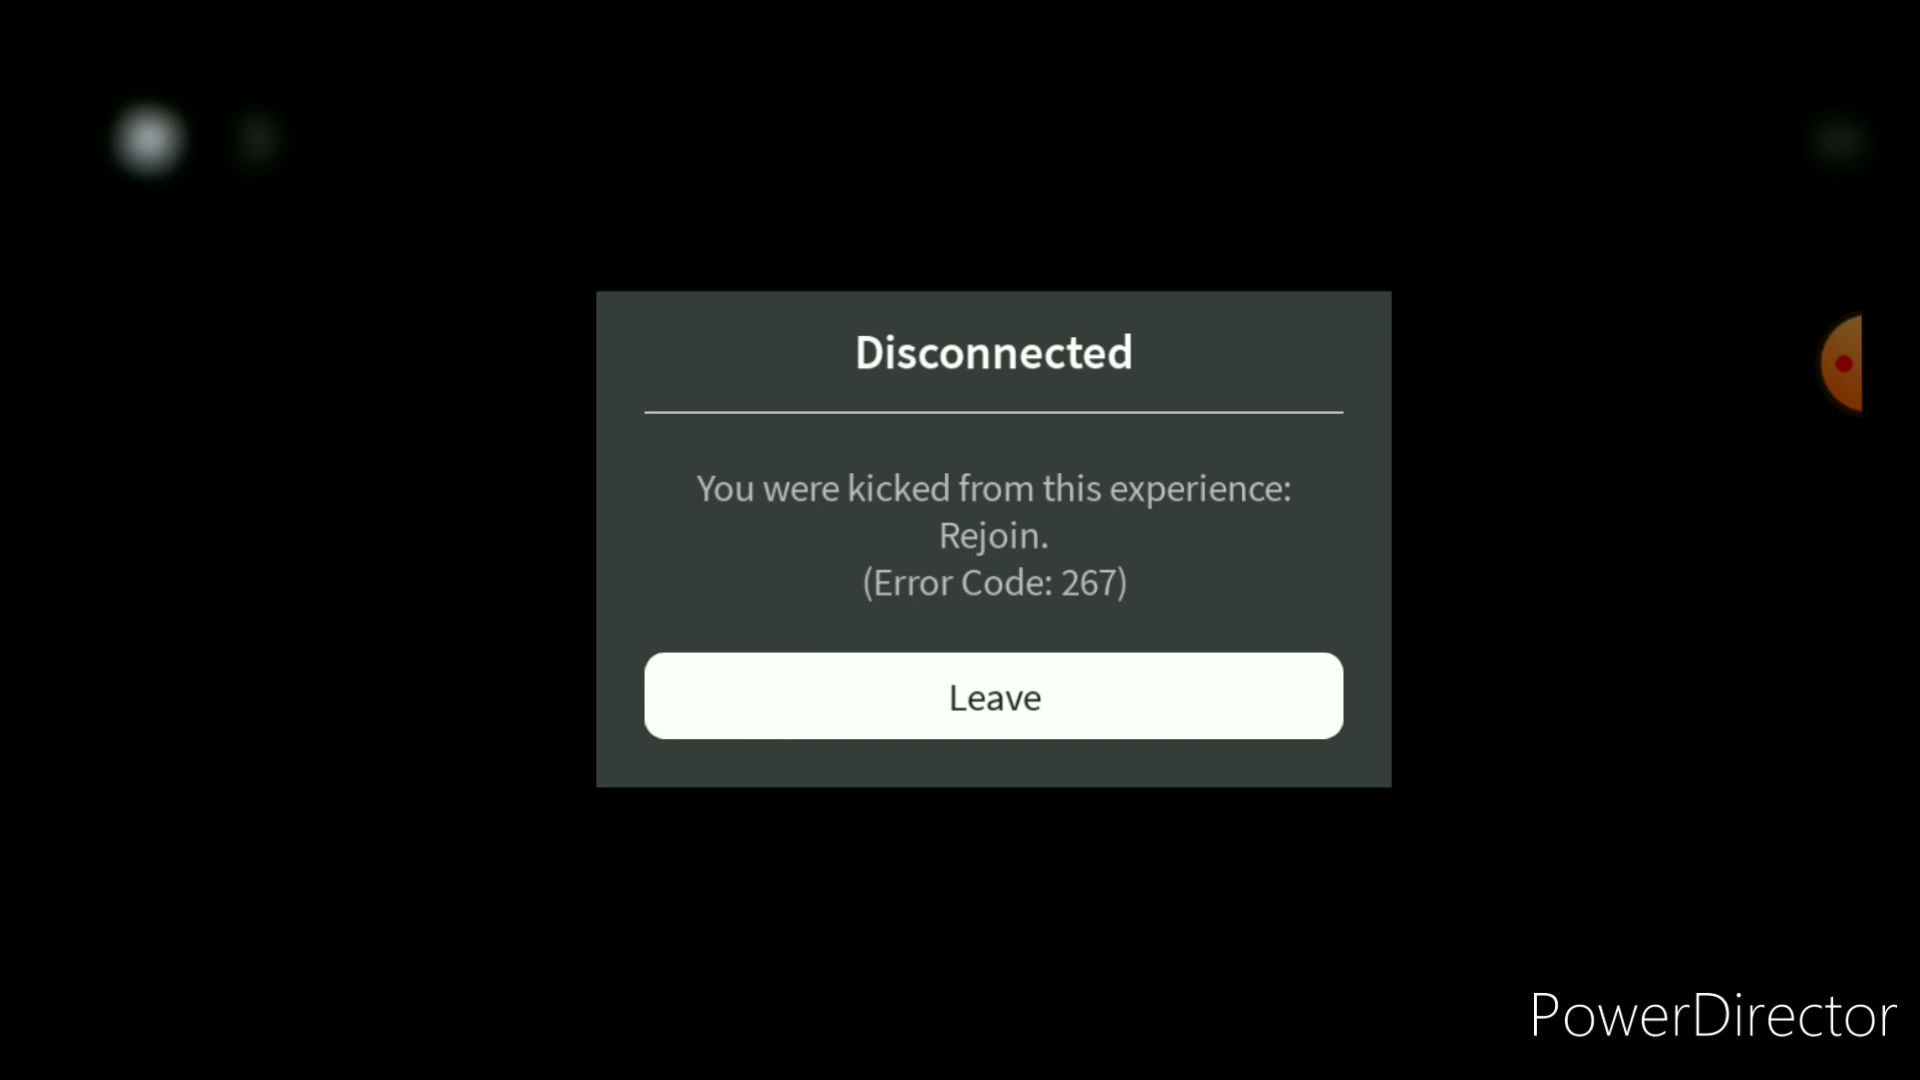 Disconnected
You were kicked from this experience:
Rejoin.
(Error Code: 267)
Leave
PowerDirector